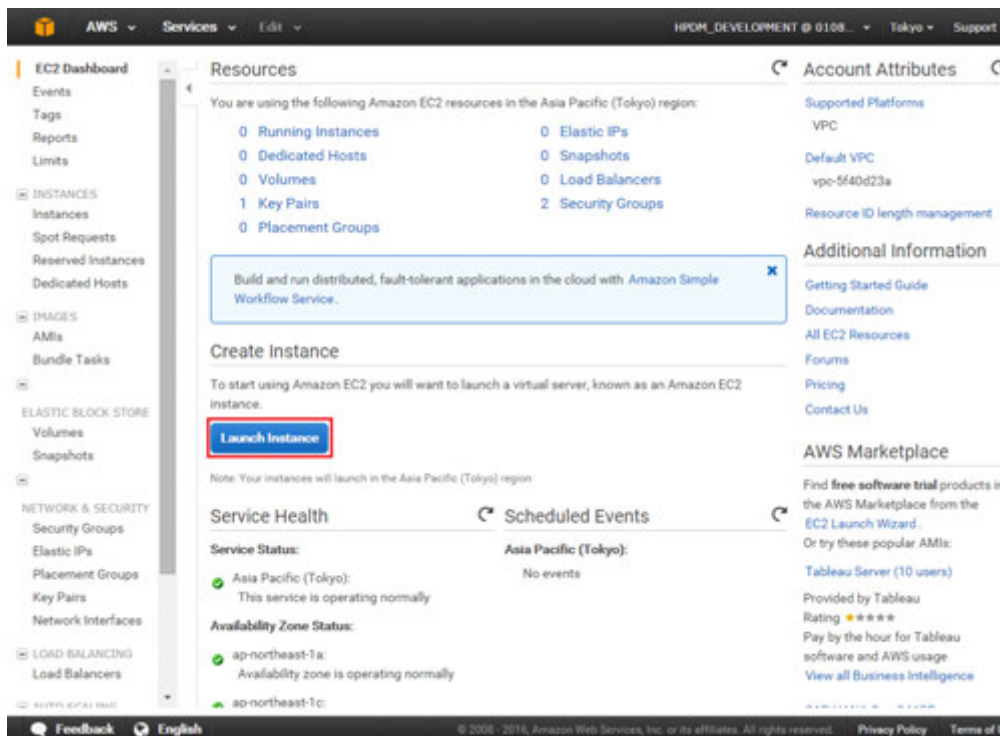 AWS Services Edit HPDM_DEVELOPMENT @ 0108... Tokyo Support
EC2 Dashboard
Events
Tags
Reports
Limits
INSTANCES
Instances
Spot Requests
Reserved Instances
Dedicated Hosts
IMAGES
AMIs
Bundle Tasks
ELASTIC BLOCK STORE
Volumes
Snapshots
NETWORK & SECURITY
Security Groups
Elastic IPs
Placement Groups
Key Pairs
Network Interfaces
LOAD BALANCING
Load Balancers
AUTO SCALING
Resources
You are using the following Amazon EC2 resources in the Asia Pacific (Tokyo) region:
0 Running Instances
0 Elastic IPs
0 Dedicated Hosts
0 Snapshots
0 Volumes
0 Load Balancers
1 Key Pairs
2 Security Groups
0 Placement Groups
Build and run distributed, fault-tolerant applications in the cloud with Amazon Simple
Workflow Service.
Create Instance
To start using Amazon EC2 you will want to launch a virtual server, known as an Amazon EC2
instance.
Launch Instance
Note: Your instances will launch in the Asia Pacific (Tokyo) region
Service Health
Service Status:
Asia Pacific (Tokyo):
This service is operating normally
Availability Zone Status:
ap-northeast-1a:
Availability zone is operating normally
ap-northeast-1c:
Scheduled Events
Asia Pacific (Tokyo):
No events
Account Attributes
Supported Platforms
VPC
Default VPC
vpc-5f40d23a
Resource ID length management
Additional Information
Getting Started Guide
Documentation
All EC2 Resources
Forums
Pricing
Contact Us
AWS Marketplace
Find free software trial products in
the AWS Marketplace from the
EC2 Launch Wizard.
Or try these popular AMIs:
Tableau Server (10 users)
Provided by Tableau
Rating
Pay by the hour for Tableau
software and AWS usage
View all Business Intelligence
Feedback English © 2008 - 2016, Amazon Web Services, Inc. or its affiliates. All rights reserved. Privacy Policy Terms of